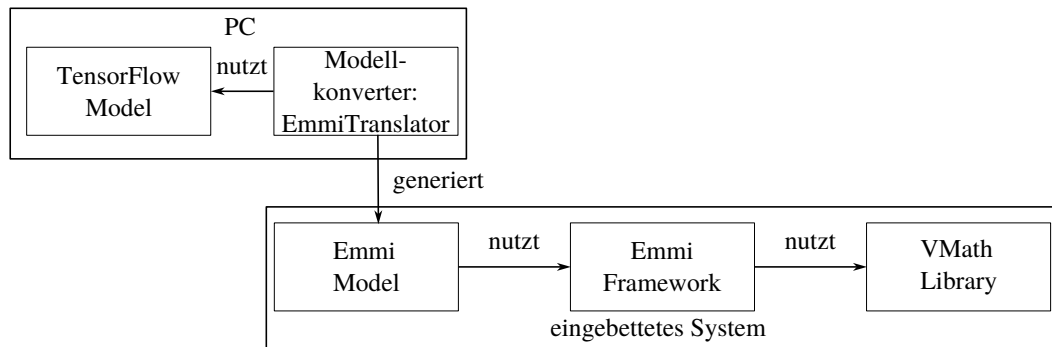 PC
TensorFlow
Model
nutzt
Modell-
konverter:
EmmiTranslator
generiert
Emmi
Model
nutzt
Emmi
Framework
nutzt
VMath
Library
eingebettetes System